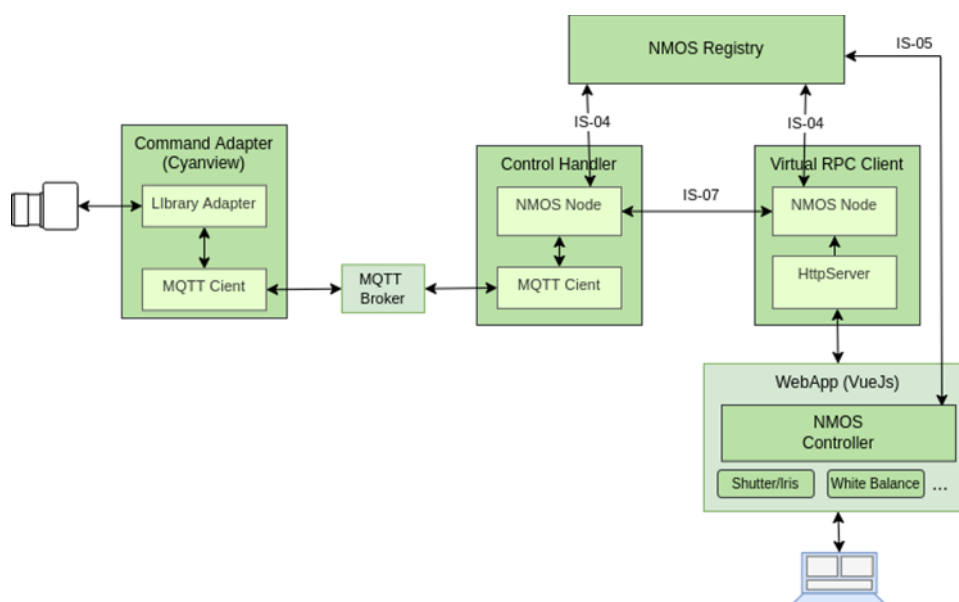 NMOS Registry
IS-05
IS-04
IS-04
Command Adapter
(Cyanview)
LIbrary Adapter
MQTT Cient
MQTT
Broker
Control Handler
NMOS Node
MQTT Cient
IS-07
Virtual RPC Client
NMOS Node
HttpServer
WebApp (VueJs)
NMOS
Controller
Shutter/Iris
White Balance
...